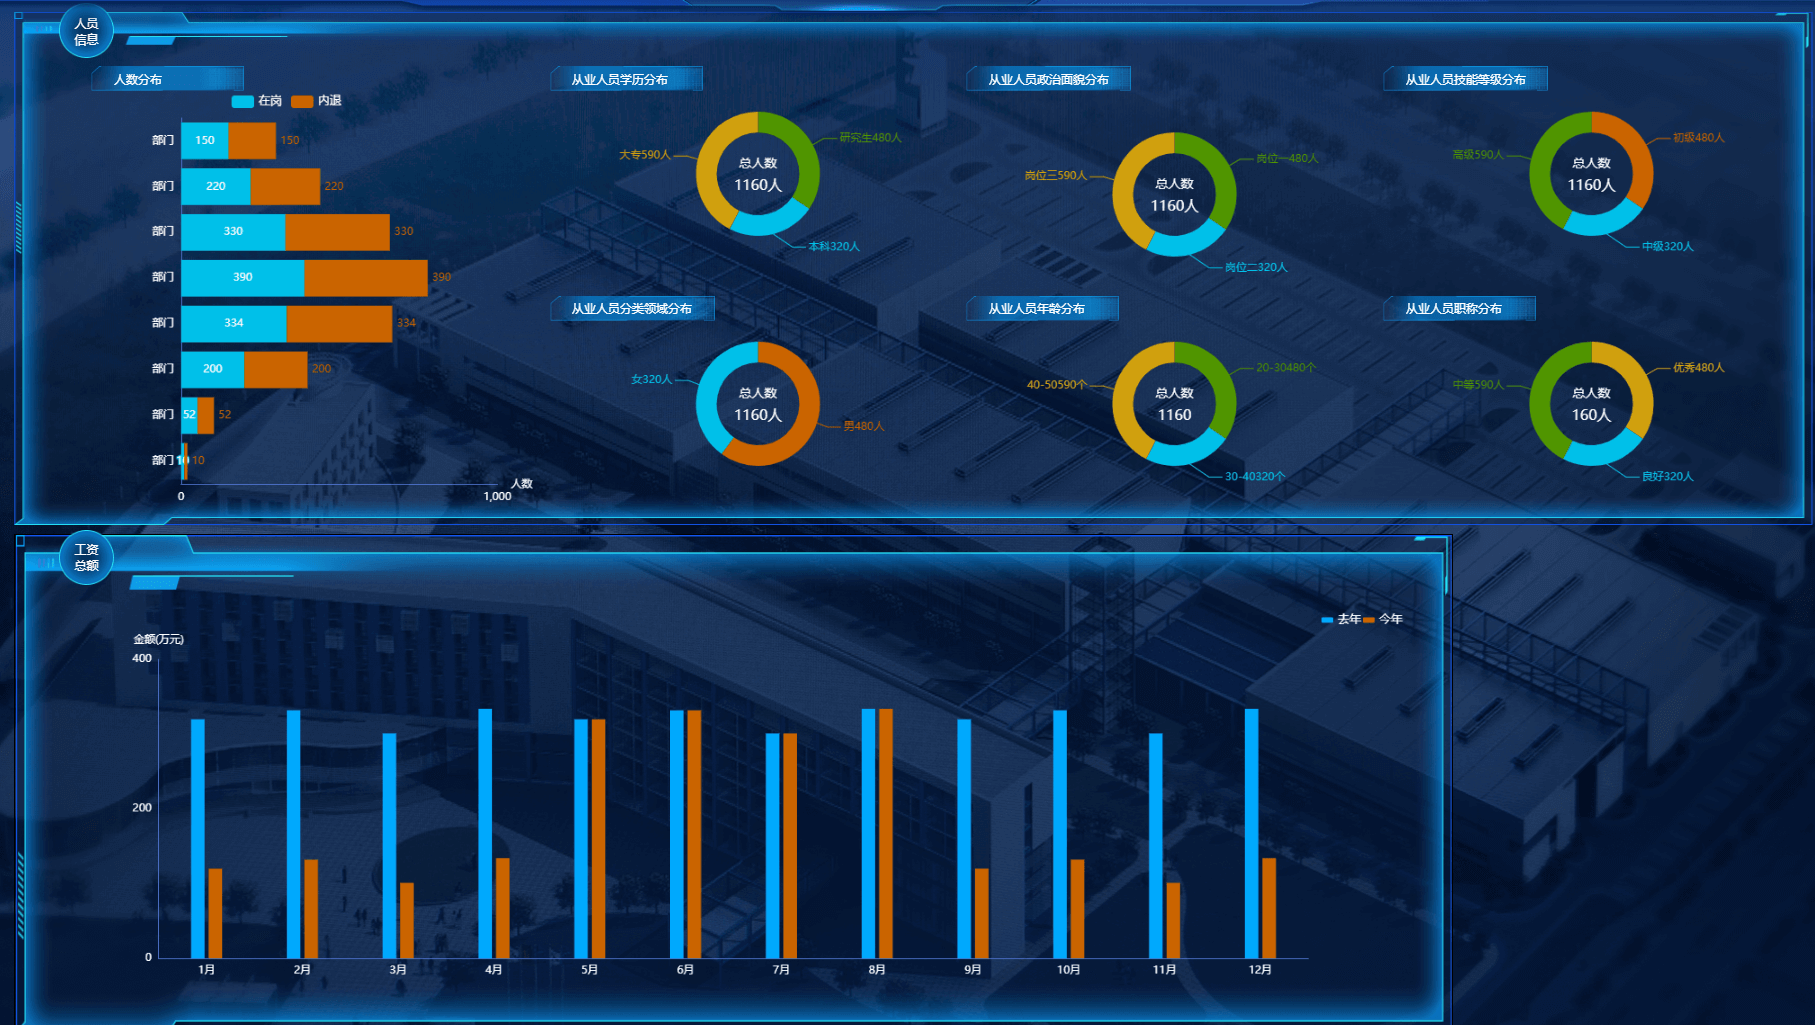 人员
信息
人数分布
在岗 内退
部门 150 150
部门 220 220
部门 330 330
部门 390 390
部门 334 334
部门 200 200
部门 52 52
部门 10 10
人数
0 1,000
从业人员学历分布
研究生480人
大专590人
总人数
1160人
本科320人
从业人员政治面貌分布
岗位一480人
岗位三590人
总人数
1160人
岗位二320人
从业人员技能等级分布
初级480人
高级590人
总人数
1160人
中级320人
从业人员分类领域分布
女320人
总人数
1160人
男480人
从业人员年龄分布
20-30480个
40-50590个
总人数
1160
30-40320个
从业人员职称分布
优秀480人
中等590人
总人数
160人
良好320人
工资
总额
去年 今年
金额(万元)
400
200
0
1月 2月 3月 4月 5月 6月 7月 8月 9月 10月 11月 12月